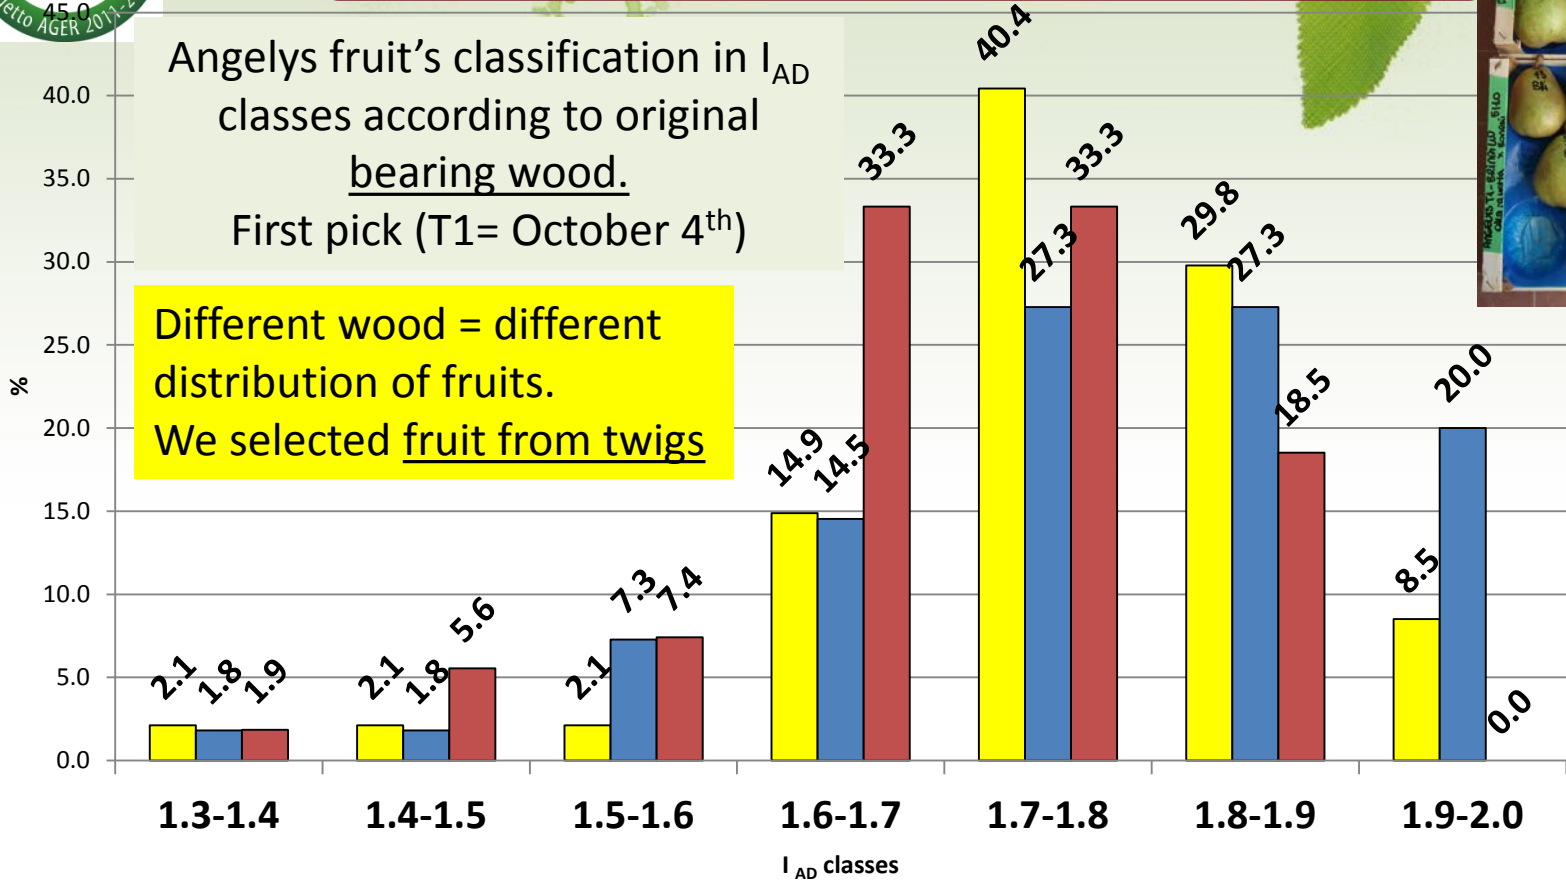 etto AGER 2011-2
Angelys fruit's classification in I AD
classes according to original
bearing wood.
First pick (T1= October 4th)
Different wood = different
distribution of fruits.
We selected fruit from twigs
%
45.0
40.0
35.0
30.0
25.0
20.0
15.0
10.0
5.0
0.0
2.1 1.8 1.9
2.1 1.8 5.6
2.1 7.3 7.4
14.9 14.5 33.3
40.4 27.3 33.3
29.8 27.3 18.5
8.5 20.0 0.0
1.3-1.4 1.4-1.5 1.5-1.6 1.6-1.7 1.7-1.8 1.8-1.9 1.9-2.0
I AD classes